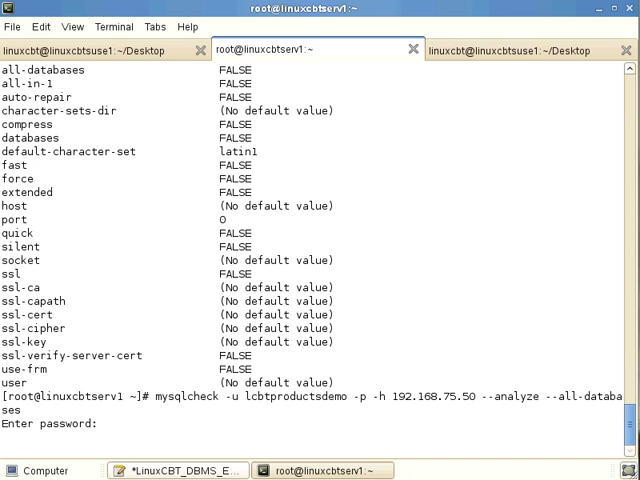 root@linuxcbtserv1:~
File Edit View Terminal Tabs Help
linuxcbt@linuxcbtsuse1:~/Desktop root@linuxcbtserv1:~ linuxcbt@linuxcbtsuse1:~/Desktop
all-databases FALSE
all-in-1 FALSE
auto-repair FALSE
character-sets-dir (No default value)
compress FALSE
databases FALSE
default-character-set latin1
fast FALSE
force FALSE
extended FALSE
host (No default value)
port 0
quick FALSE
silent FALSE
socket (No default value)
ssl FALSE
ssl-ca (No default value)
ssl-capath (No default value)
ssl-cert (No default value)
ssl-cipher (No default value)
ssl-key (No default value)
ssl-verify-server-cert FALSE
use-frm FALSE
user (No default value)
[root@linuxcbtserv1 ~]# mysqlcheck -u lcbtproductsdemo -p -h 192.168.75.50 --analyze --all-databa
ses
Enter password:
Computer *LinuxCBT_DBMS_E... root@linuxcbtserv1:~